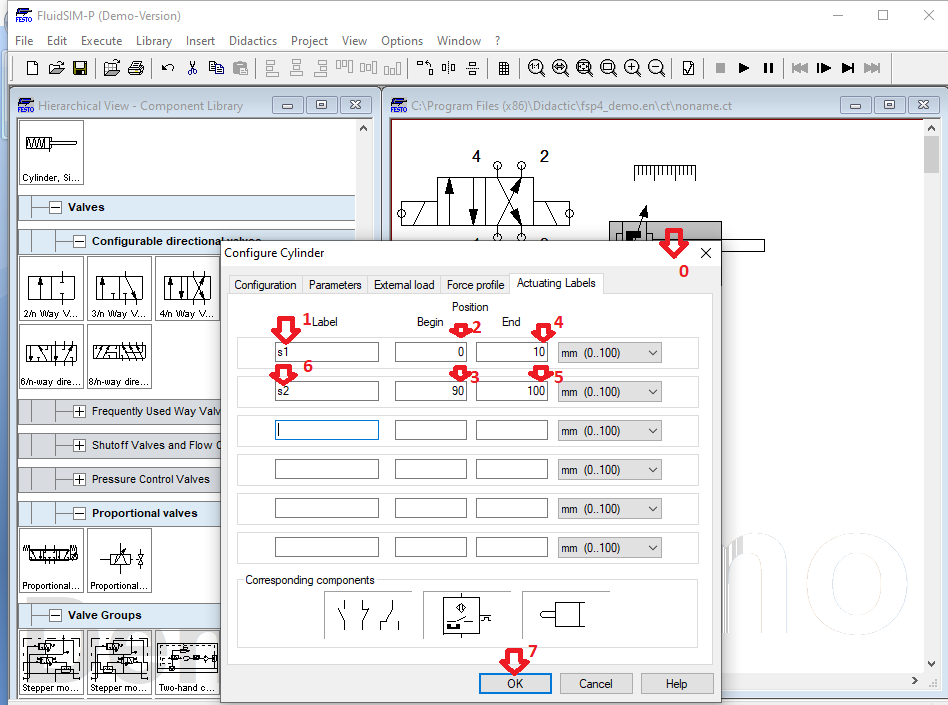 FluidSIM-P (Demo-Version)
File Edit Execute Library Insert Didactics Project View Options Window ?
FESTO Hierarchical View - Component Library
FESTO C:\Program Files (x86)\Didactic\fsp4_demo.en\ct\noname.ct
Cylinder, Si...
Valves
Configurable directional valves
2/n Way V... 3/n Way V... 4/n Way V...
6/n-way dire... 8/n-way dire...
Frequently Used Way Valv
Shutoff Valves and Flow C
Pressure Control Valves
Proportional valves
Proportional... Proportional...
Valve Groups
Stepper mo... Stepper mo... Two-hand c...
4 2
0
Configure Cylinder
Configuration Parameters External load Force profile Actuating Labels
Position
1 Label Begin 2 End 4
s1 0 10 mm (0..100)
6 3 5
s2 90 100 mm (0..100)
mm (0..100)
mm (0..100)
mm (0..100)
mm (0..100)
Corresponding components
7
OK Cancel Help